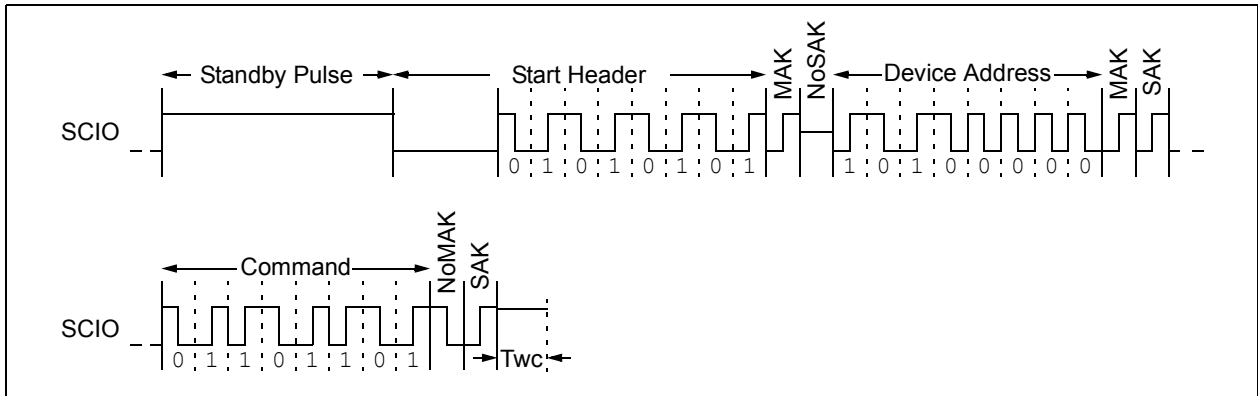 Standby Pulse
Start Header
MAK
NoSAK
Device Address
MAK
SAK
SCIO
0 1 0 1 0 1 0 1
1 0 1 0 0 0 0 0
Command
NoMAK
SAK
SCIO
0 1 1 0 1 1 0 1
Twc